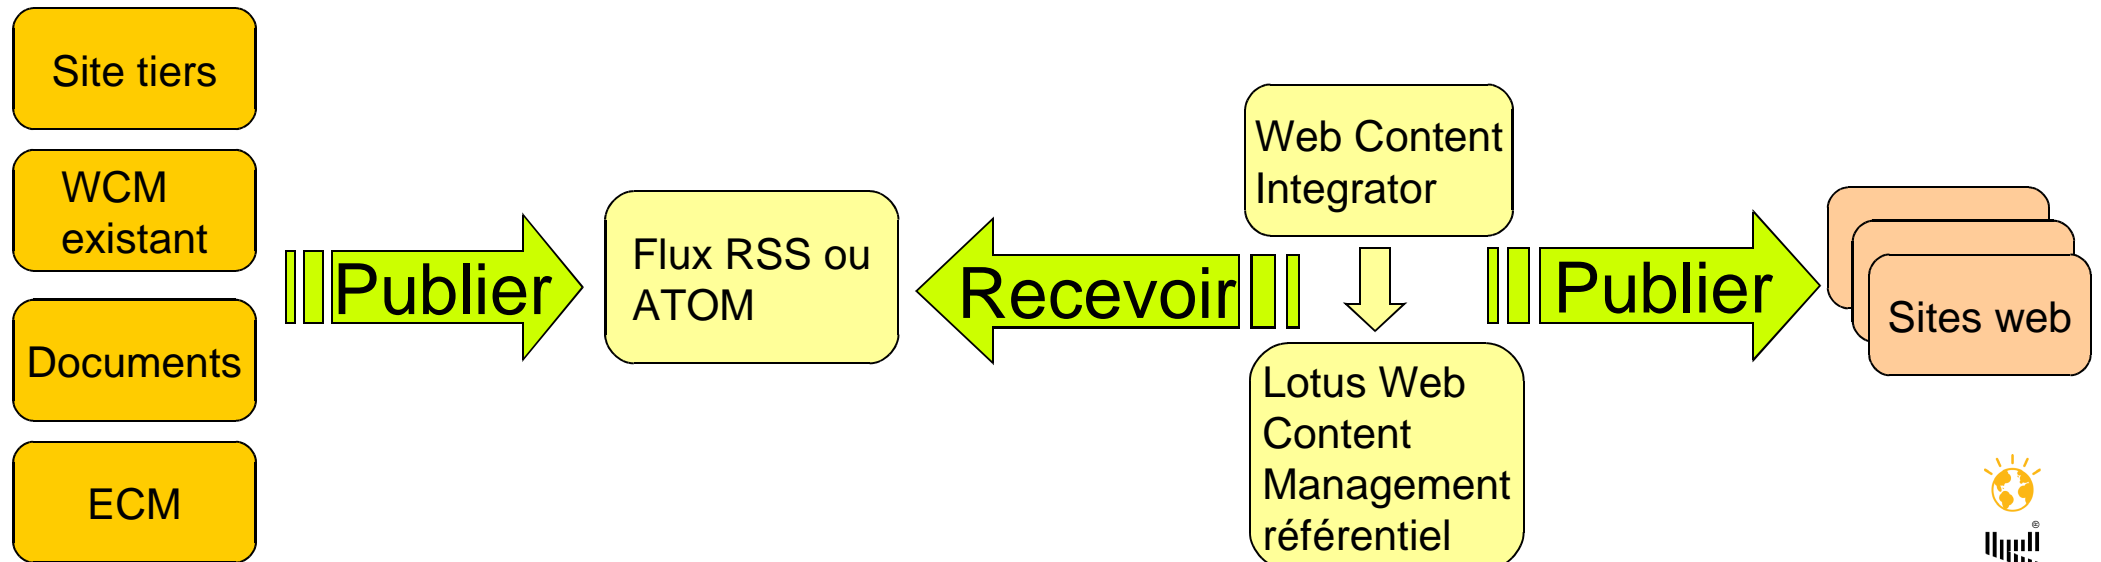 Site tiers
WCM
existant
Documents
ECM
Publier
Flux RSS ou
ATOM
Recevoir
Web Content
Integrator
Lotus Web
Content
Management
référentiel
Publier
Sites web
®